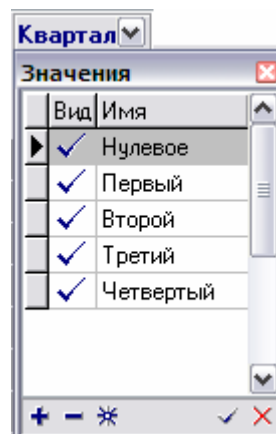 Квартал
Значения
Вид Имя
Нулевое
Первый
Второй
Третий
Четвертый